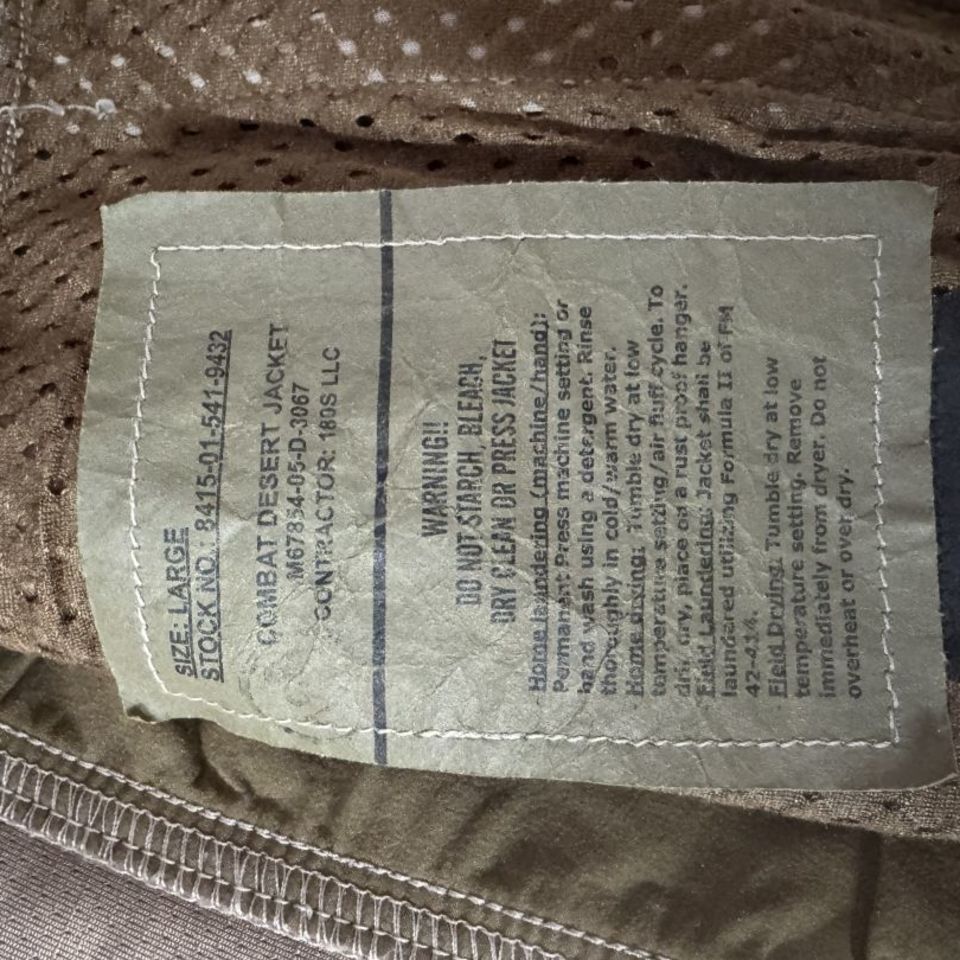 SIZE: LARGE
STOCK NO.: 8415-01-541-9432
COMBAT DESERT JACKET
M67854-05-D-3067
CONTRACTOR: 180S LLC
WARNING!!
DO NOT STARCH, BLEACH,
DRY CLEAN OR PRESS JACKET
Home laundering (machine/hand):
Permanent Press machine setting or
hand wash using a detergent. Rinse
thoroughly in cold/warm water.
Home drying: Tumble dry at low
temperature setting/air fluff cycle. To
drip dry, place on a rust proof hanger.
Field Laundering: Jacket shall be
laundered utilizing Formula II of FM
42-414.
Field Drying: Tumble dry at low
temperature setting. Remove
immediately from dryer. Do not
overheat or over dry.